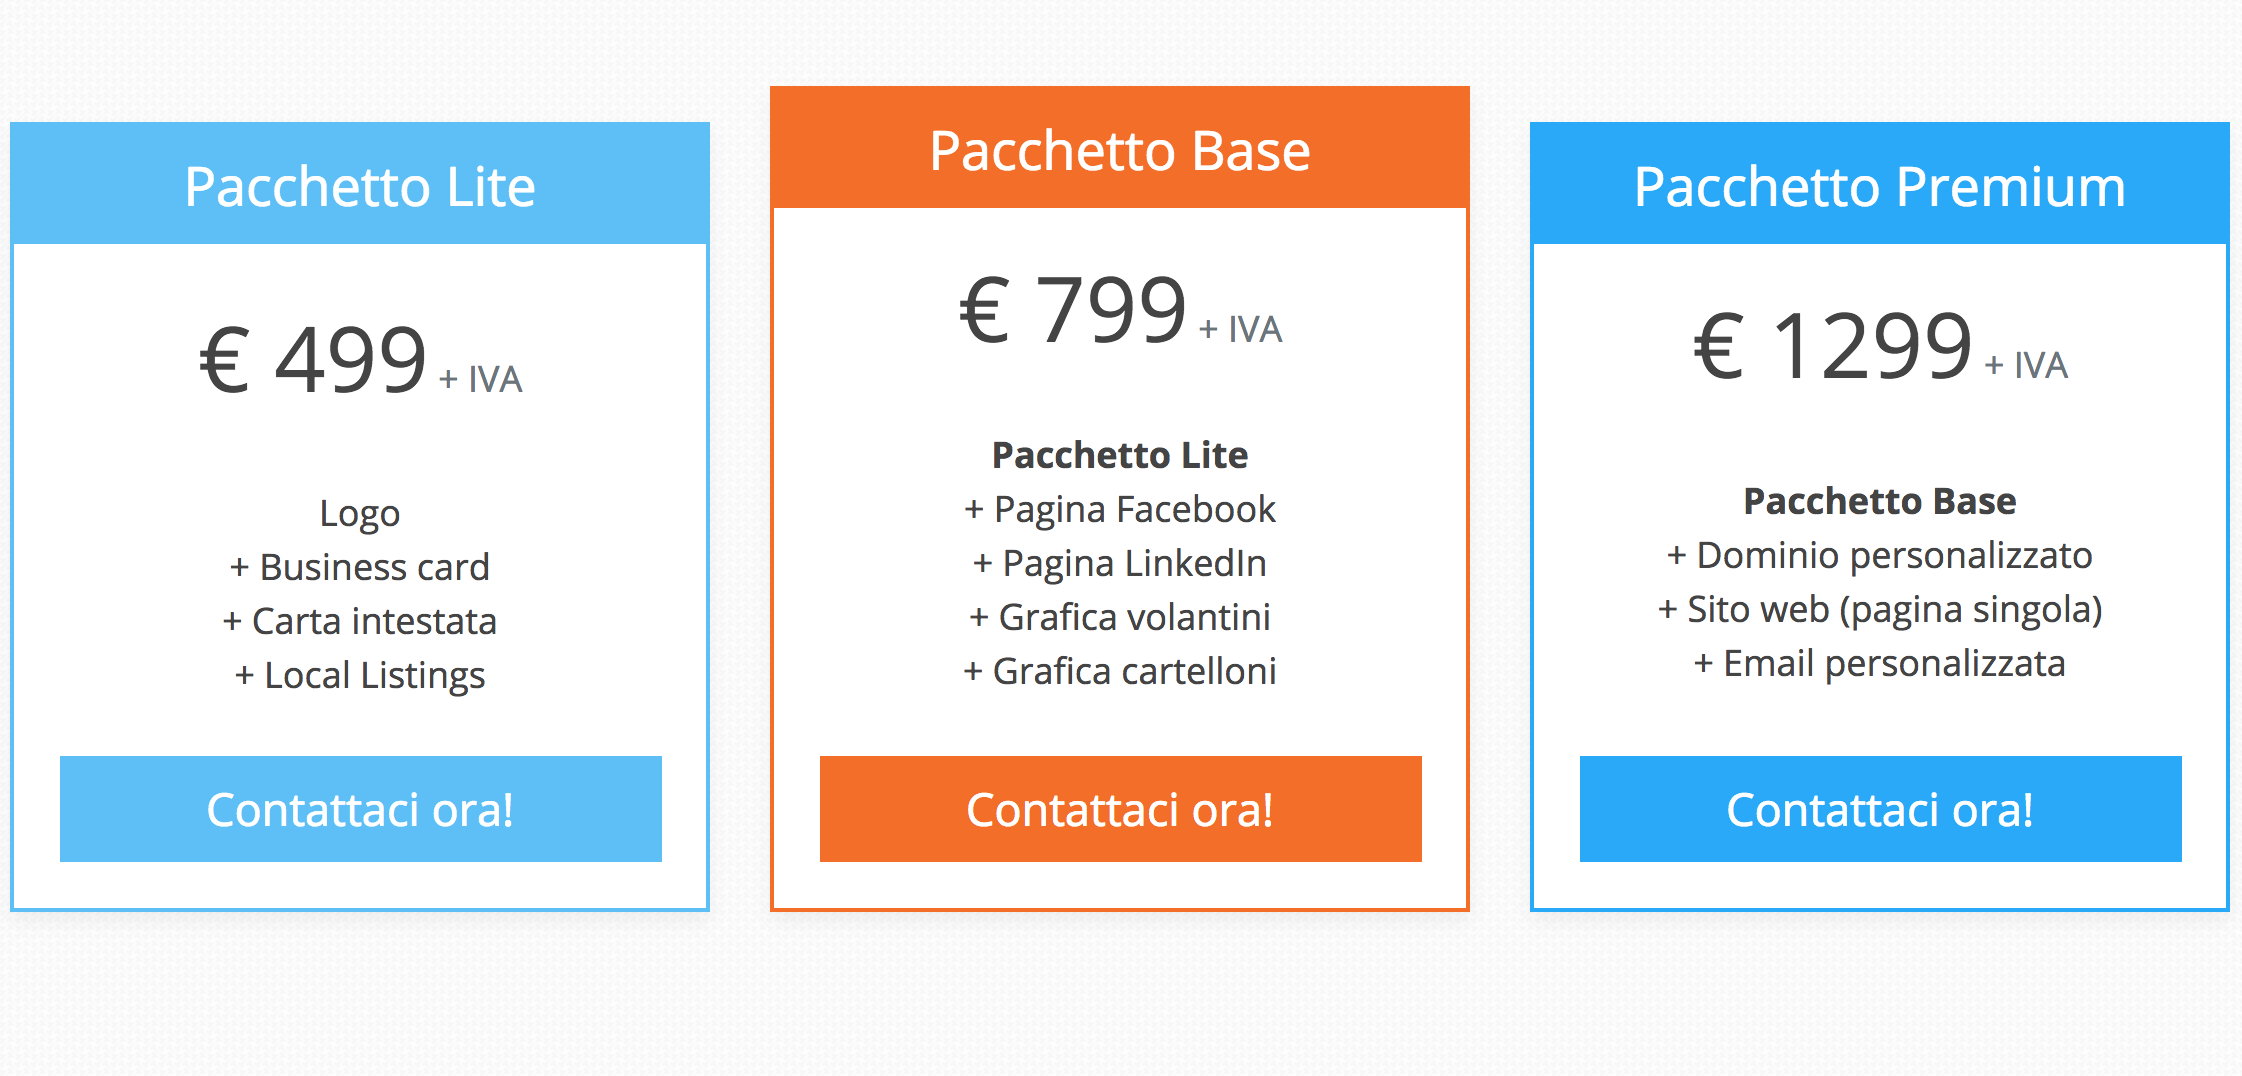 Pacchetto Lite
€ 499 + IVA
Logo
+ Business card
+ Carta intestata
+ Local Listings
Contattaci ora!
Pacchetto Base
€ 799 + IVA
Pacchetto Lite
+ Pagina Facebook
+ Pagina LinkedIn
+ Grafica volantini
+ Grafica cartelloni
Contattaci ora!
Pacchetto Premium
€ 1299 + IVA
Pacchetto Base
+ Dominio personalizzato
+ Sito web (pagina singola)
+ Email personalizzata
Contattaci ora!